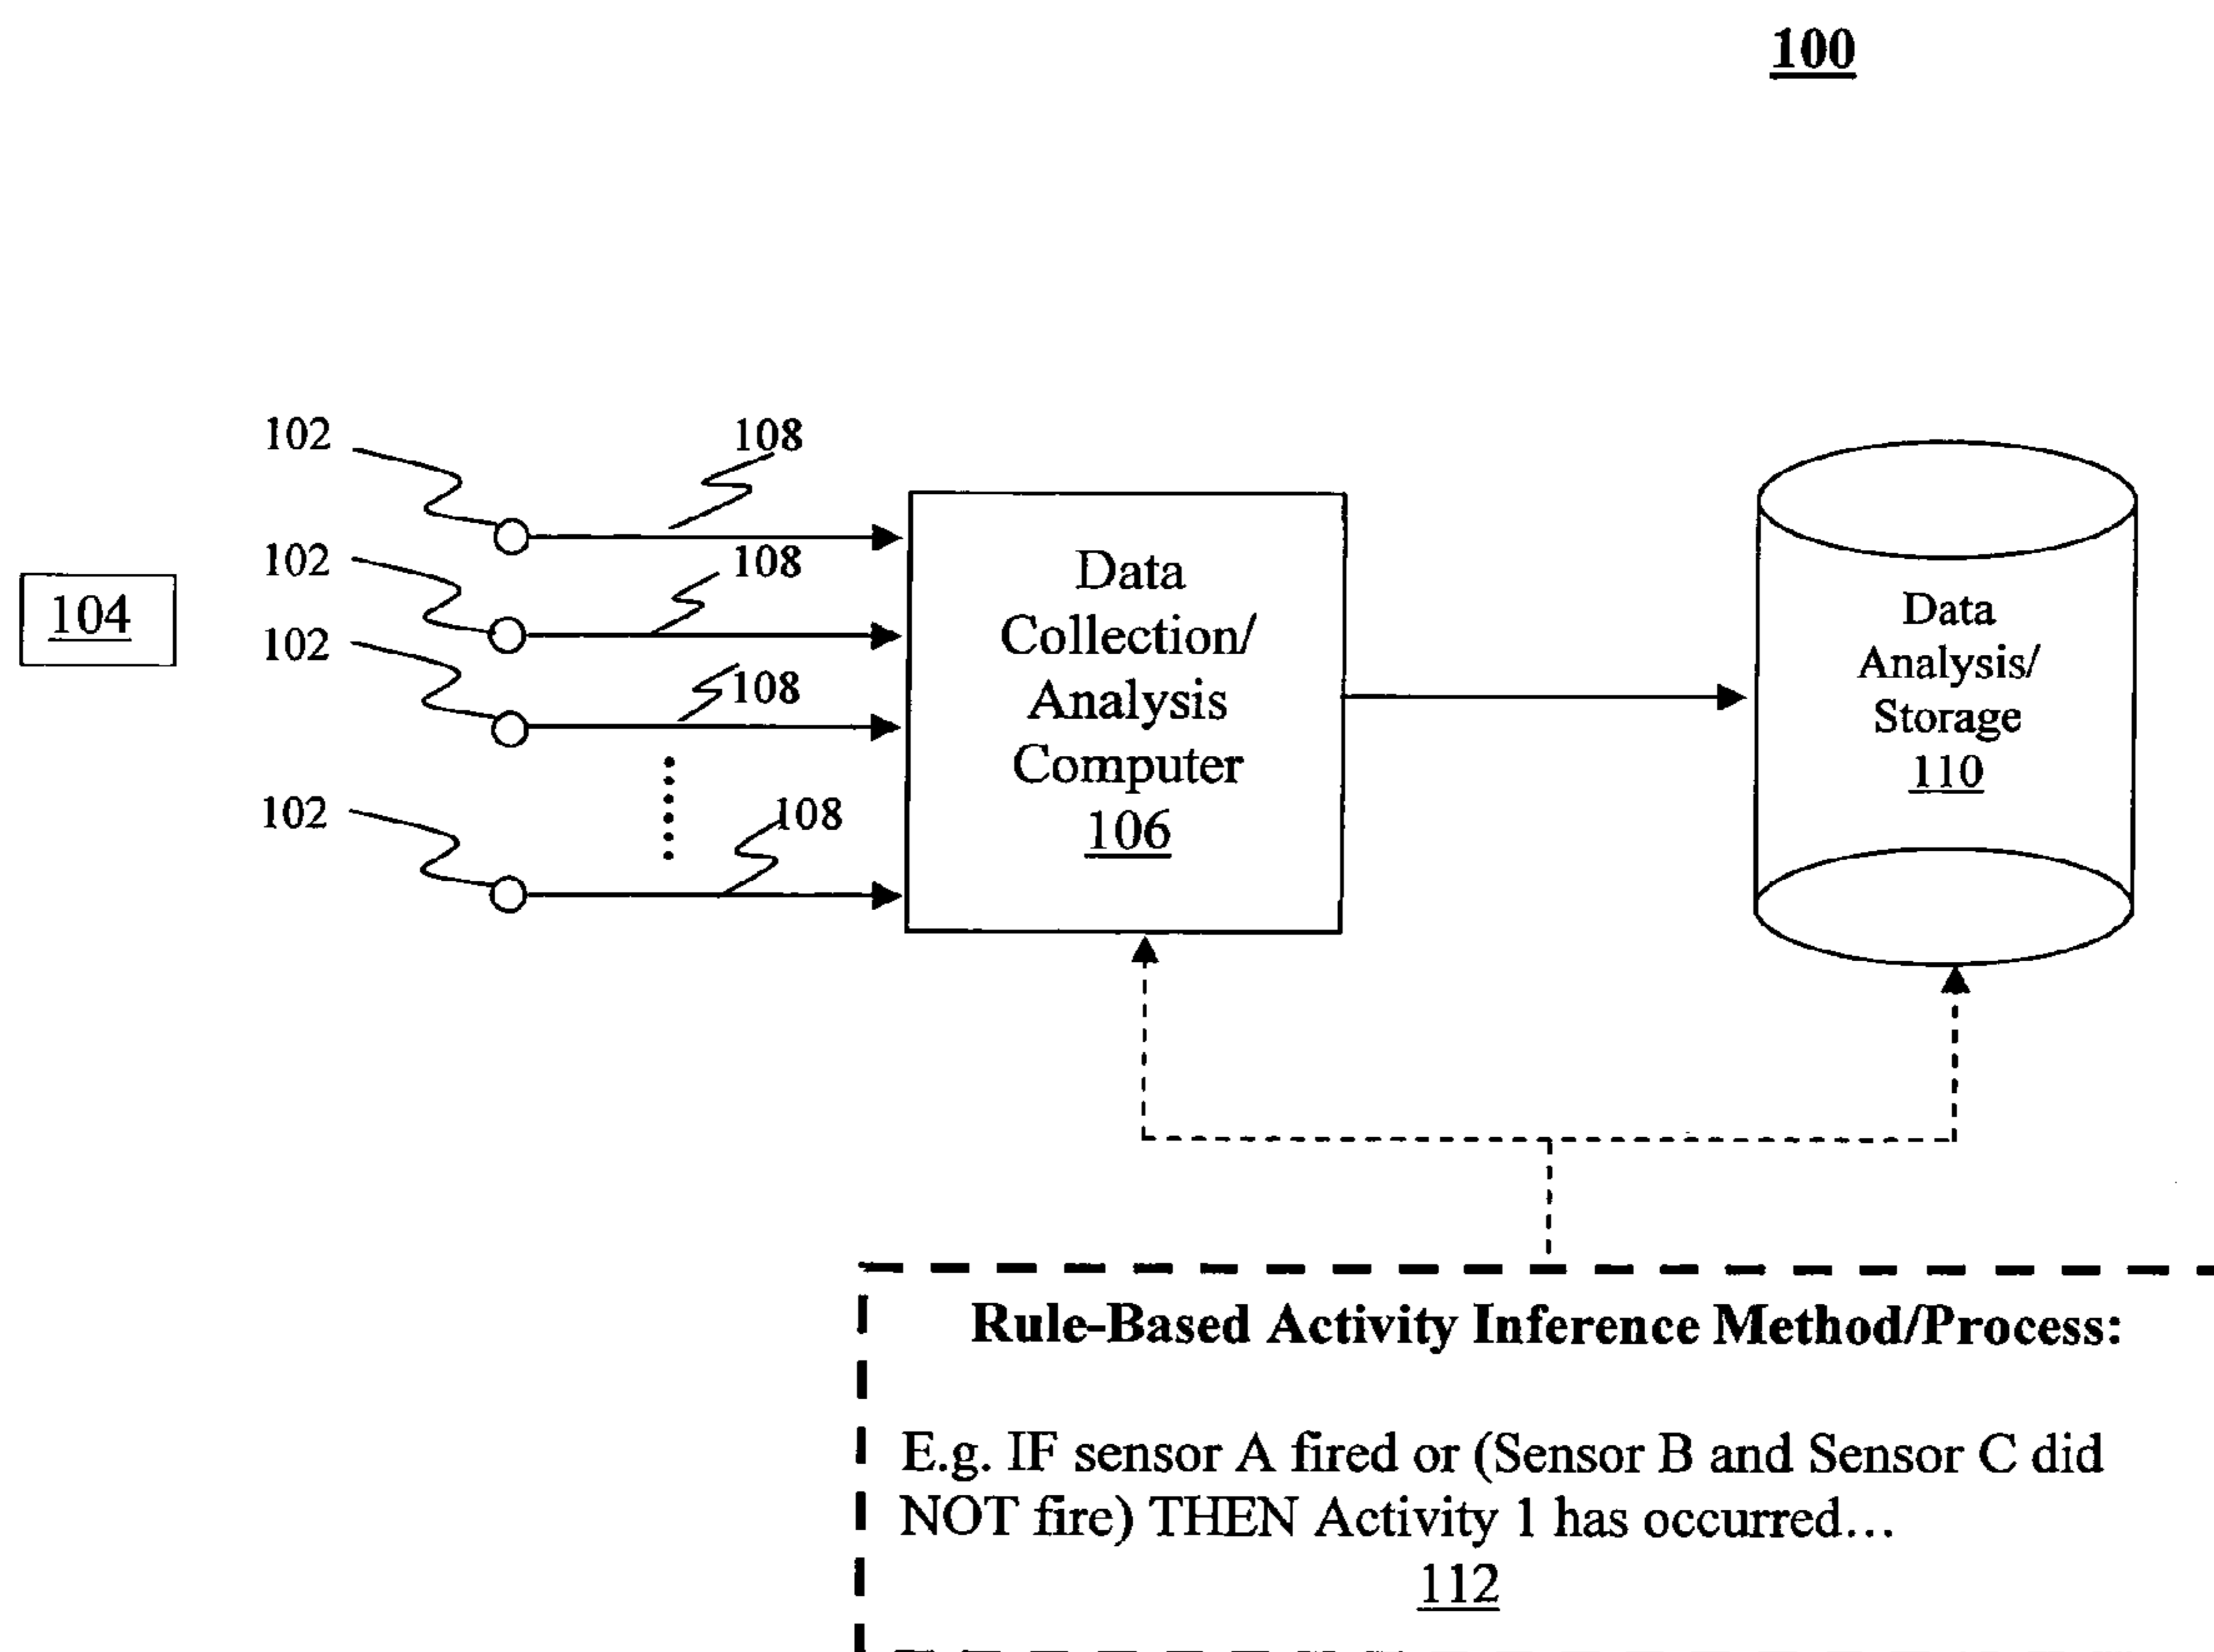 100
102
108
102
108
104
102
108
102
108
Data
Collection/
Analysis
Computer
106
Data
Analysis/
Storage
110
Rule-Based Activity Inference Method/Process:
E.g. IF sensor A fired or (Sensor B and Sensor C did
NOT fire) THEN Activity 1 has occurred...
112